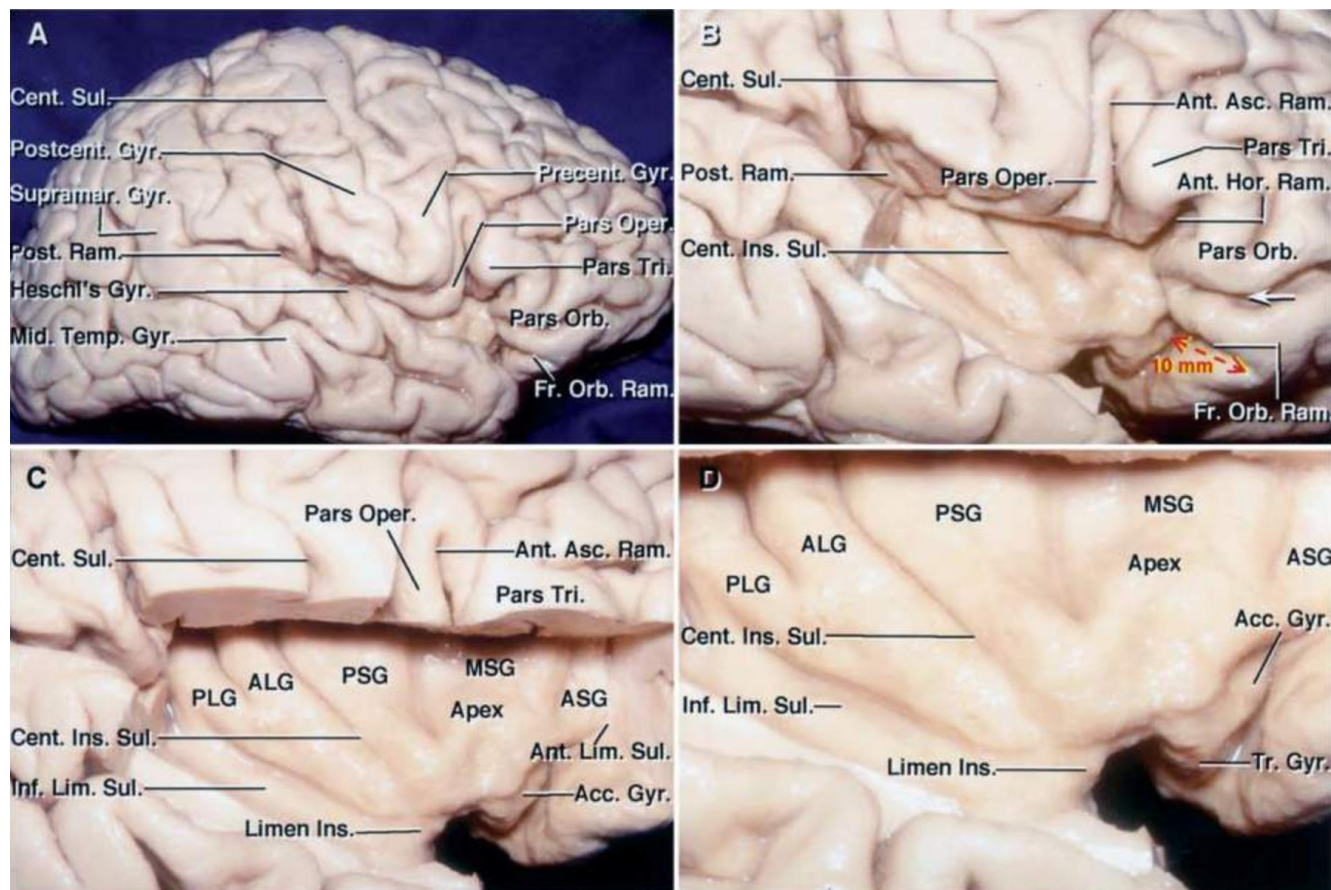 A
Cent. Sul.
Postcent. Gyr.
Supramar. Gyr.
Post. Ram.
Heschl's Gyr.
Mid. Temp. Gyr.
Precent. Gyr.
Pars Oper.
Pars Tri.
Pars Orb.
Fr. Orb. Ram.
B
Cent. Sul.
Post. Ram.
Pars Oper.
Cent. Ins. Sul.
Ant. Asc. Ram.
Pars Tri.
Ant. Hor. Ram.
Pars Orb.
10 mm
Fr. Orb. Ram.
C
Pars Oper.
Cent. Sul.
Ant. Asc. Ram.
Pars Tri.
PLG
ALG
PSG
MSG
Apex
ASG
Cent. Ins. Sul.
Ant. Lim. Sul.
Inf. Lim. Sul.
Acc. Gyr.
Limen Ins.
D
PLG
ALG
PSG
MSG
Apex
ASG
Acc. Gyr.
Cent. Ins. Sul.
Inf. Lim. Sul.
Limen Ins.
Tr. Gyr.